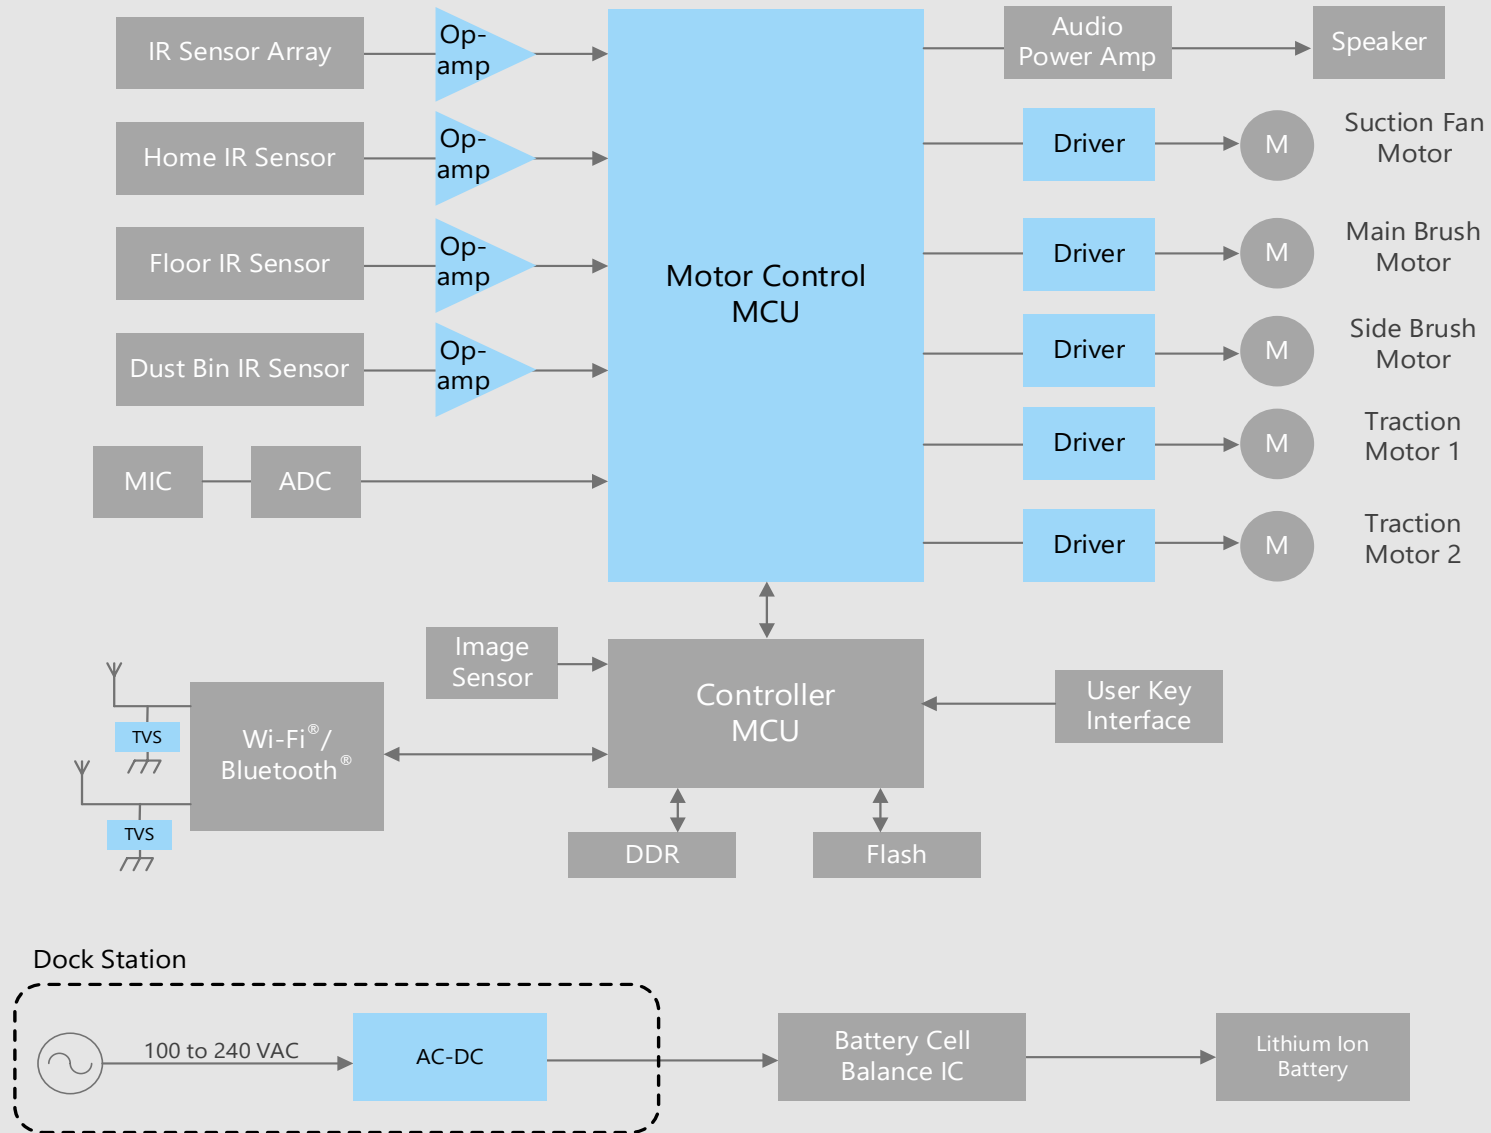 IR Sensor Array
Op-
amp
Home IR Sensor
Op-
amp
Floor IR Sensor
Op-
amp
Dust Bin IR Sensor
Op-
amp
MIC
ADC
Motor Control
MCU
Audio
Power Amp
Speaker
Driver
M
Suction Fan
Motor
Driver
M
Main Brush
Motor
Driver
M
Side Brush
Motor
Driver
M
Traction
Motor 1
Driver
M
Traction
Motor 2
Image
Sensor
Controller
MCU
User Key
Interface
TVS
Wi-Fi®/
Bluetooth®
TVS
DDR
Flash
Dock Station
100 to 240 VAC
AC-DC
Battery Cell
Balance IC
Lithium Ion
Battery